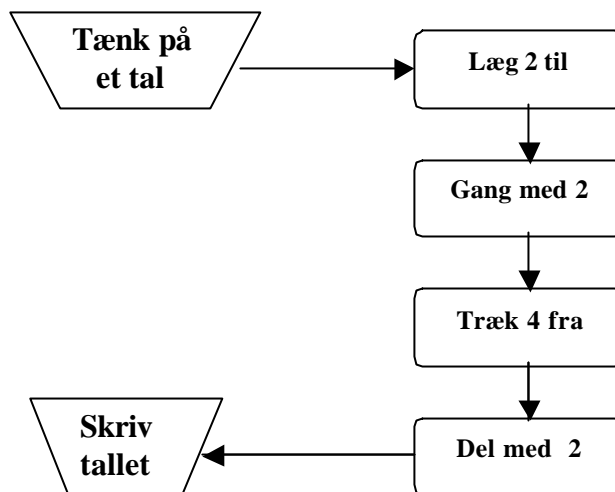 Tænk på
et tal
Læg 2 til
Gang med 2
Træk 4 fra
Del med 2
Skriv
tallet